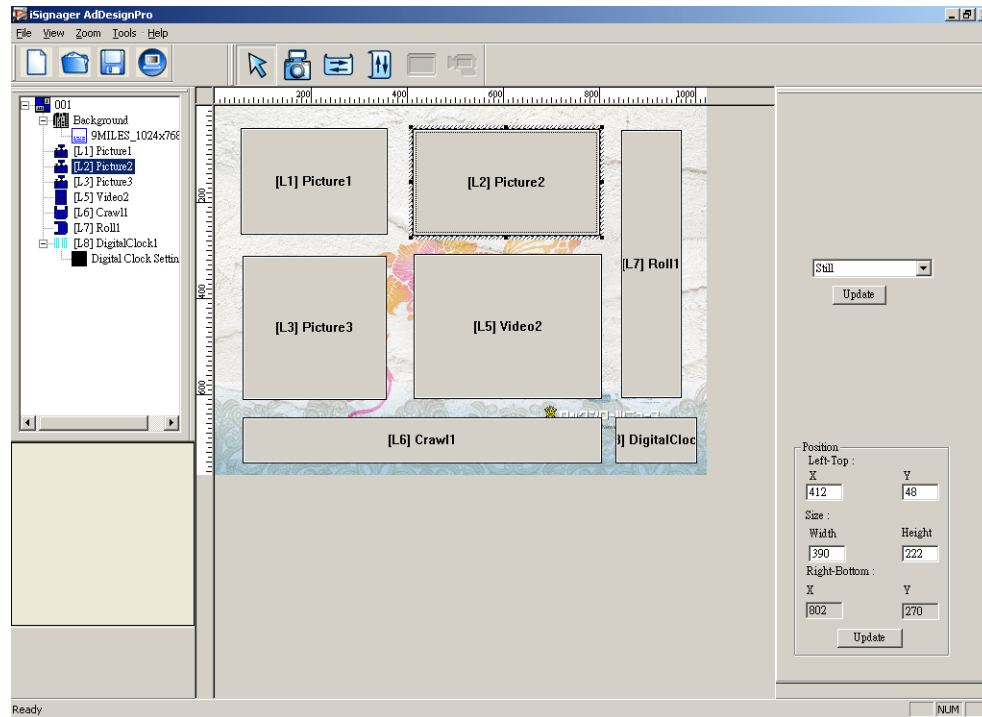 iSignager AdDesignPro
File View Zoom Tools Help
001
Background
9MILES_1024x768
[L1] Picture1
[L2] Picture2
[L3] Picture3
[L5] Video2
[L6] Crawl1
[L7] Roll1
[L8] DigitalClock1
Digital Clock Settin
200 400 600 800 1000
200
400
600
[L1] Picture1
[L2] Picture2
[L7] Roll1
[L3] Picture3
[L5] Video2
[L6] Crawl1
8] DigitalCloc
Still
Update
Position
Left-Top :
X Y
412 48
Size :
Width Height
390 222
Right-Bottom :
X Y
802 270
Update
Ready
NUM